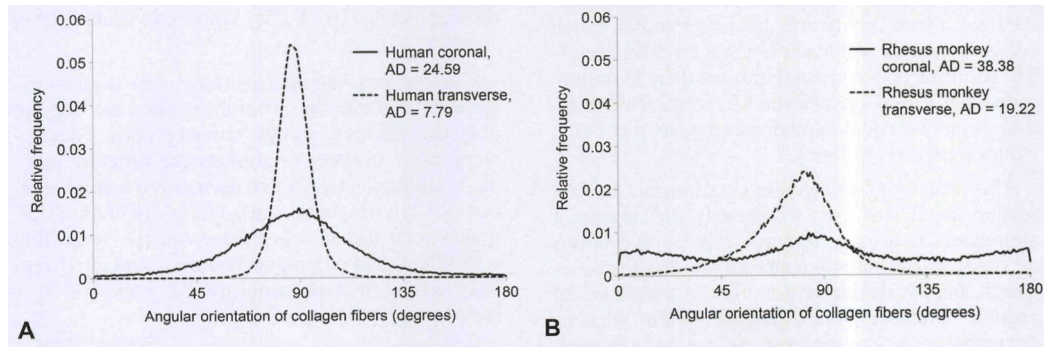 0.06
0.05
0.04
0.03
0.02
0.01
0
Relative frequency
Human coronal,
AD = 24.59
Human transverse,
AD = 7.79
0 45 90 135 180
Angular orientation of collagen fibers (degrees)
A
0.06
0.05
0.04
0.03
0.02
0.01
0
Relative frequency
Rhesus monkey
coronal, AD = 38.38
Rhesus monkey
transverse, AD = 19.22
0 45 90 135 180
Angular orientation of collagen fibers (degrees)
B